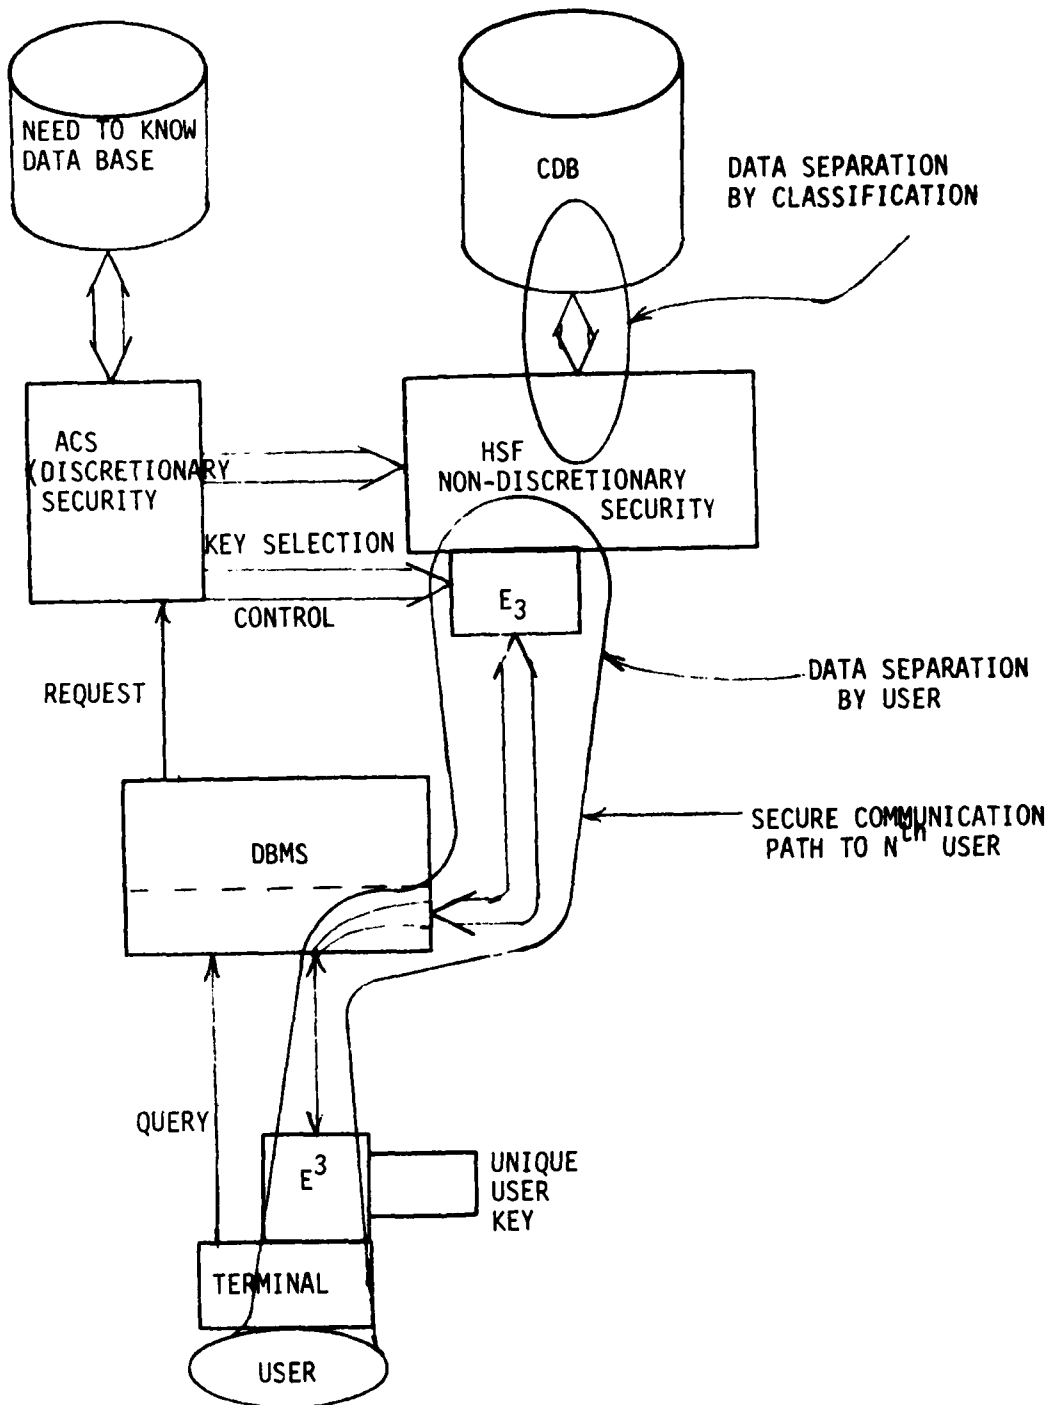 NEED TO KNOW
DATA BASE
CDB
DATA SEPARATION
BY CLASSIFICATION
ACS
(DISCRETIONARY
SECURITY
HSF
NON-DISCRETIONARY
SECURITY
KEY SELECTION
CONTROL
E3
REQUEST
DATA SEPARATION
BY USER
DBMS
SECURE COMMUNICATION
PATH TO Nth USER
QUERY
E3
UNIQUE
USER
KEY
TERMINAL
USER